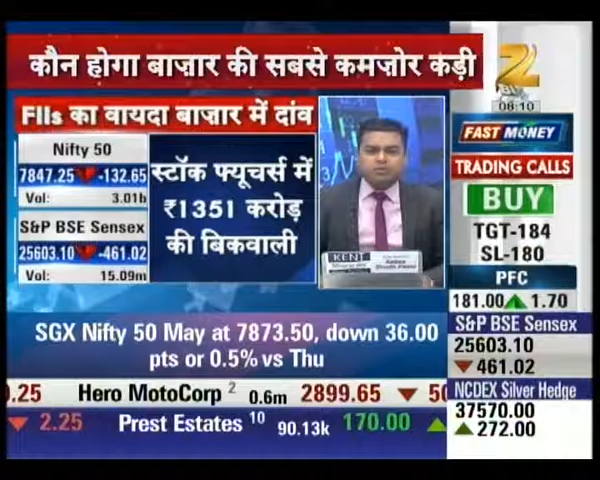 कौन होगा बाज़ार की सबसे कमज़ोर कड़ी
08:10
FIIs का वायदा बाज़ार में दांव
Nifty 50
7847.25 -132.65
Vol: 3.01b
S&P BSE Sensex
25603.10 -461.02
Vol: 15.09m
स्टॉक फ्यूचर्स में
₹1351 करोड़
की बिकवाली
KENT
FAST MONEY
TRADING CALLS
BUY
TGT-184
SL-180
PFC
181.00 1.70
SGX Nifty 50 May at 7873.50, down 36.00
pts or 0.5% vs Thu
S&P BSE Sensex
25603.10
461.02
0.25 Hero MotoCorp 2 0.6m 2899.65 50
2.25 Prest Estates 10 90.13k 170.00
NCDEX Silver Hedge
37570.00
272.00